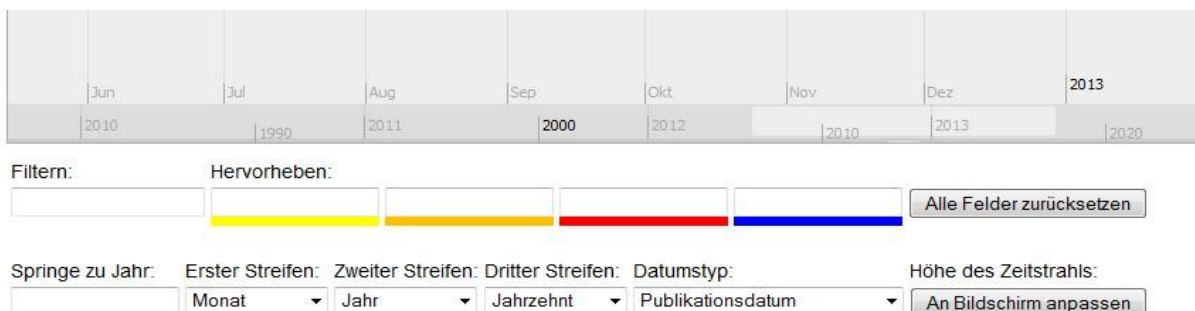 Jun Jul Aug Sep Okt Nov Dez 2013
2010 1990 2011 2000 2012 2010 2013 2020
Filtern: Hervorheben:
Alle Felder zurücksetzen
Springe zu Jahr: Erster Streifen: Zweiter Streifen: Dritter Streifen: Datumstyp: Höhe des Zeitstrahls:
Monat Jahr Jahrzehnt Publikationsdatum An Bildschirm anpassen